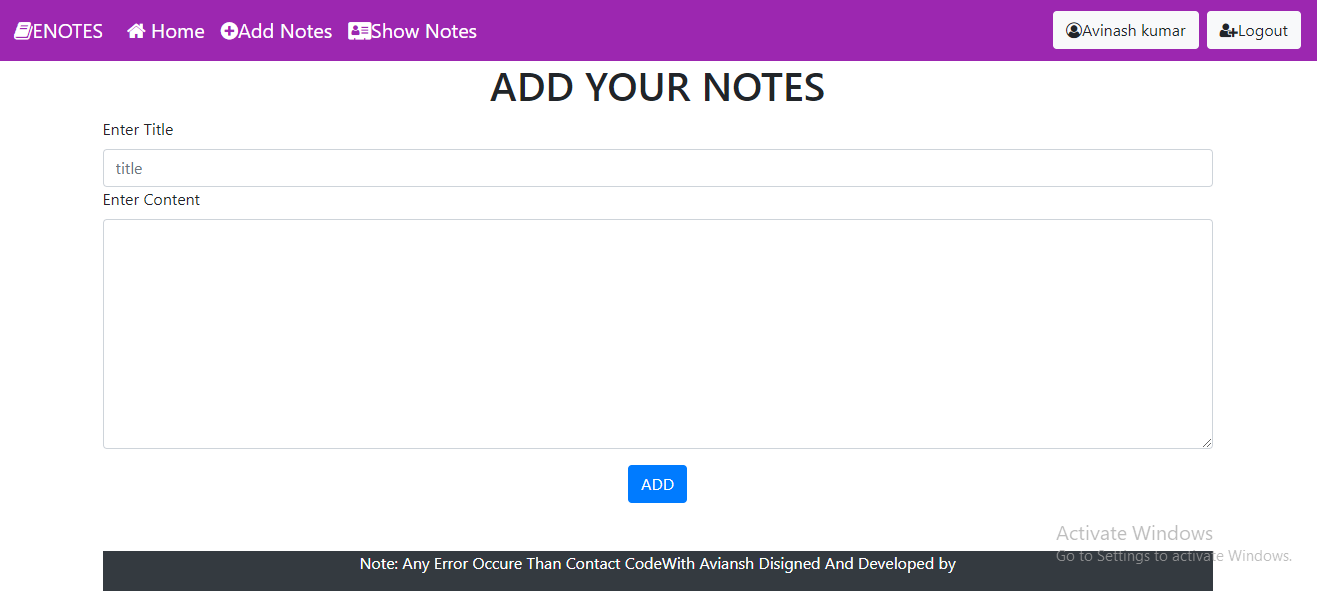 ENOTES Home Add Notes Show Notes Avinash kumar Logout
ADD YOUR NOTES
Enter Title
title
Enter Content
ADD
Activate Windows
Go to Settings to activate Windows.
Note: Any Error Occure Than Contact CodeWith Aviansh Disigned And Developed by